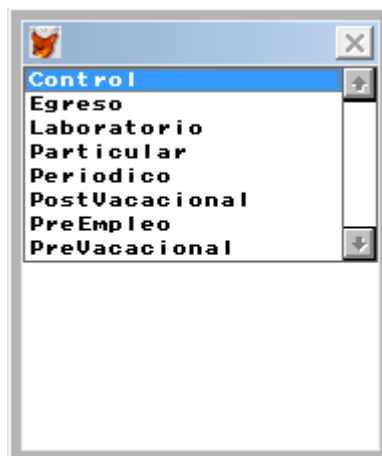 Control
Egreso
Laboratorio
Particular
Periodico
PostVacacional
PreEmpleo
PreVacacional